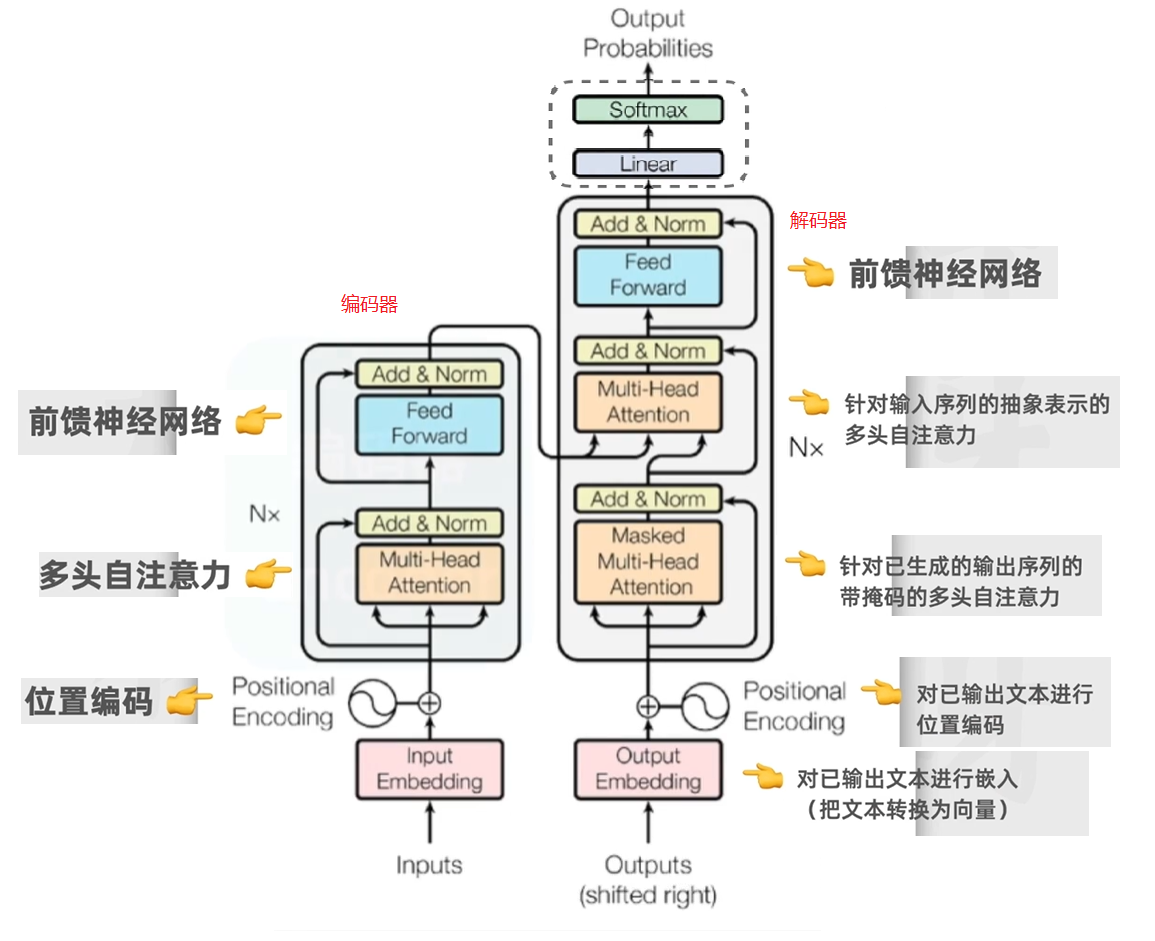 Output
Probabilities
Softmax
Linear
解码器
Add & Norm
Feed
Forward
前馈神经网络
编码器
Add & Norm
Multi-Head
Attention
针对输入序列的抽象表示的
多头自注意力
Nx
Add & Norm
Feed
Forward
前馈神经网络
Nx
Add & Norm
Masked
Multi-Head
Attention
针对已生成的输出序列的
带掩码的多头自注意力
Add & Norm
Multi-Head
Attention
多头自注意力
位置编码
Positional
Encoding
Positional
Encoding
对已输出文本进行
位置编码
Input
Embedding
Output
Embedding
对已输出文本进行嵌入
（把文本转换为向量）
Inputs
Outputs
(shifted right)